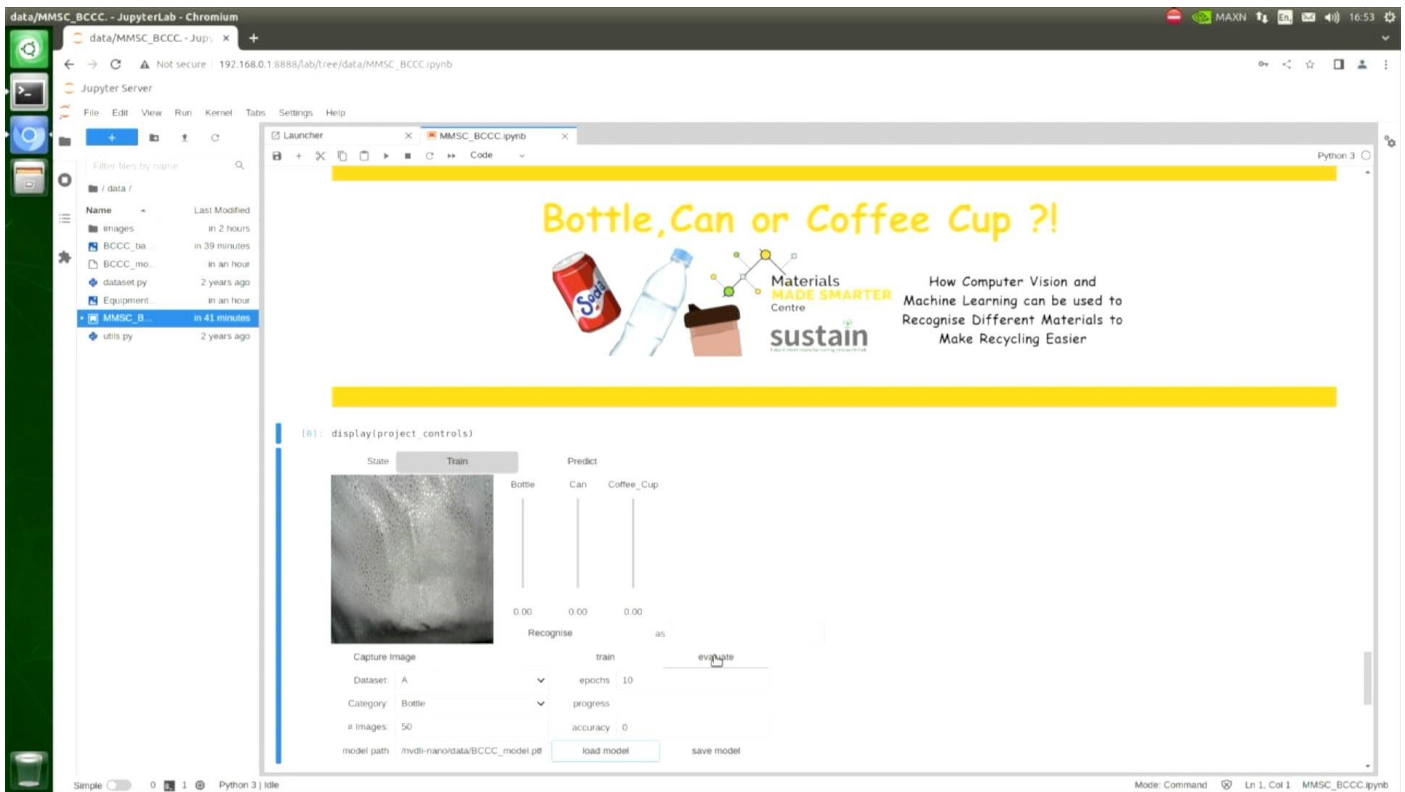 data/MMSC_BCCC. - JupyterLab - Chromium
MAXN
En
16:53
data/MMSC_BCCC. - Jup
Not secure
192.168.0.1:8888/lab/tree/data/MMSC_BCCC.ipynb
Jupyter Server
File Edit View Run Kernel Tabs Settings Help
Launcher
MMSC_BCCC.ipynb
Code
Python 3
Filter files by name
/ data /
Name
Last Modified
images in 2 hours
BCCC_ba... in 39 minutes
BCCC_mo... in an hour
dataset.py 2 years ago
Equipment... in an hour
MMSC_B... in 41 minutes
utils.py 2 years ago
Bottle,Can or Coffee Cup ?!
Soda
Materials
MADE SMARTER
Centre
sustain
How Computer Vision and
Machine Learning can be used to
Recognise Different Materials to
Make Recycling Easier
[8]: display(project_controls)
State Train Predict
Bottle Can Coffee_Cup
0.00 0.00 0.00
Recognise as
Capture Image train evaluate
Dataset: A epochs 10
Category: Bottle progress
# Images: 50 accuracy 0
model path /nvdli-nano/data/BCCC_model.pt load model save model
Simple 0 1 Python 3 | Idle
Mode: Command Ln 1, Col 1 MMSC_BCCC.ipynb